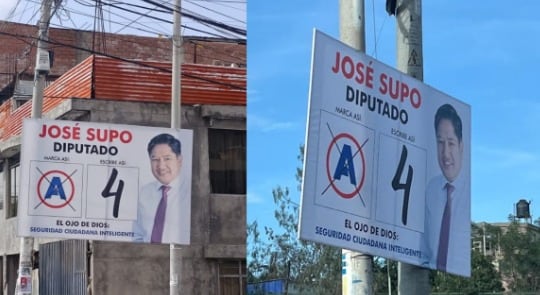 JOSÉ SUPO
DIPUTADO
MARCA ASÍ:
ESCRIBE ASÍ:
A
4
EL OJO DE DIOS:
SEGURIDAD CIUDADANA INTELIGENTE
4
JOSÉ SUPO
DIPUTADO
MARCA ASÍ:
ESCRIBE ASÍ:
A
4
EL OJO DE DIOS:
SEGURIDAD CIUDADANA INTELIGENTE